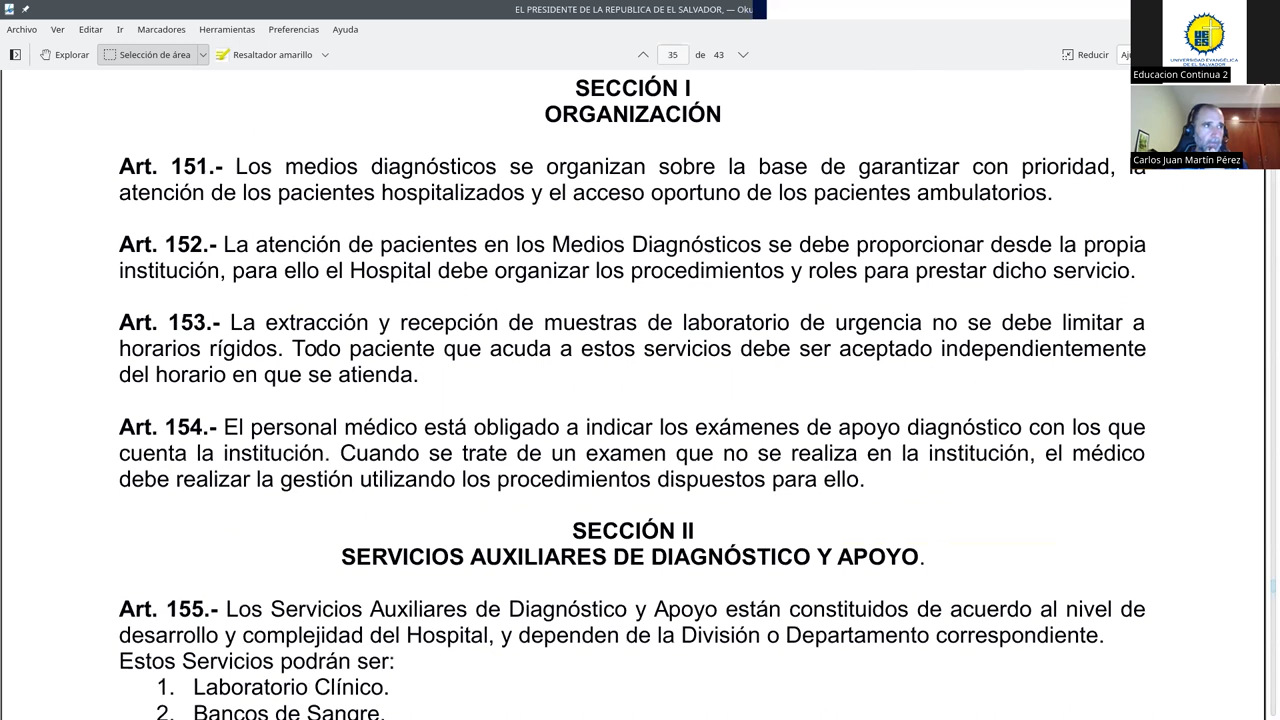 EL PRESIDENTE DE LA REPUBLICA DE EL SALVADOR, — Oku
Archivo Ver Editar Ir Marcadores Herramientas Preferencias Ayuda
Explorar Selección de área Resaltador amarillo 35 de 43 Reducir Aju
UEES
UNIVERSIDAD EVANGÉLICA
DE EL SALVADOR
Educacion Continua 2
Carlos Juan Martín Pérez
SECCIÓN I
ORGANIZACIÓN
Art. 151.- Los medios diagnósticos se organizan sobre la base de garantizar con prioridad, la
atención de los pacientes hospitalizados y el acceso oportuno de los pacientes ambulatorios.
Art. 152.- La atención de pacientes en los Medios Diagnósticos se debe proporcionar desde la propia
institución, para ello el Hospital debe organizar los procedimientos y roles para prestar dicho servicio.
Art. 153.- La extracción y recepción de muestras de laboratorio de urgencia no se debe limitar a
horarios rígidos. Todo paciente que acuda a estos servicios debe ser aceptado independientemente
del horario en que se atienda.
Art. 154.- El personal médico está obligado a indicar los exámenes de apoyo diagnóstico con los que
cuenta la institución. Cuando se trate de un examen que no se realiza en la institución, el médico
debe realizar la gestión utilizando los procedimientos dispuestos para ello.
SECCIÓN II
SERVICIOS AUXILIARES DE DIAGNÓSTICO Y APOYO.
Art. 155.- Los Servicios Auxiliares de Diagnóstico y Apoyo están constituidos de acuerdo al nivel de
desarrollo y complejidad del Hospital, y dependen de la División o Departamento correspondiente.
Estos Servicios podrán ser:
1. Laboratorio Clínico.
2. Bancos de Sangre.